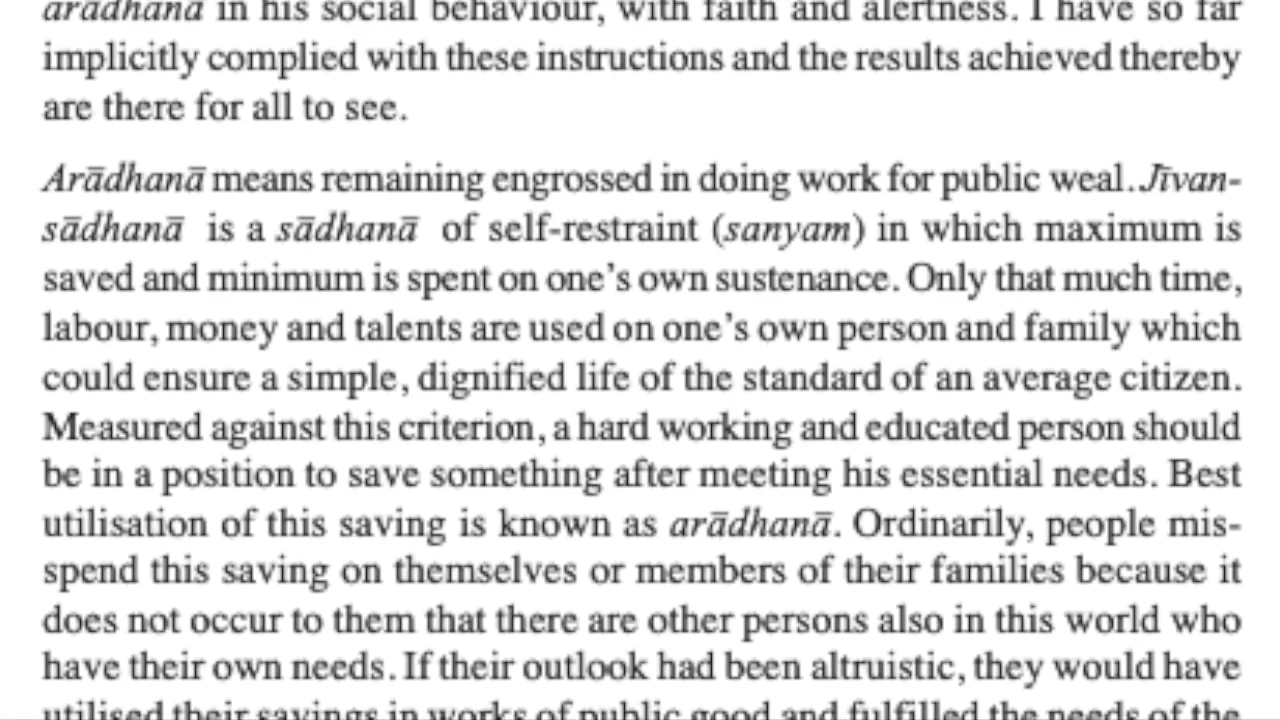 arādhanā in his social behaviour, with faith and alertness. I have so far
implicitly complied with these instructions and the results achieved thereby
are there for all to see.
Arādhanā means remaining engrossed in doing work for public weal. Jīvan-
sādhanā is a sādhanā of self-restraint (sanyam) in which maximum is
saved and minimum is spent on one's own sustenance. Only that much time,
labour, money and talents are used on one's own person and family which
could ensure a simple, dignified life of the standard of an average citizen.
Measured against this criterion, a hard working and educated person should
be in a position to save something after meeting his essential needs. Best
utilisation of this saving is known as arādhanā. Ordinarily, people mis-
spend this saving on themselves or members of their families because it
does not occur to them that there are other persons also in this world who
have their own needs. If their outlook had been altruistic, they would have
utilised their savings in works of public good and fulfilled the needs of the